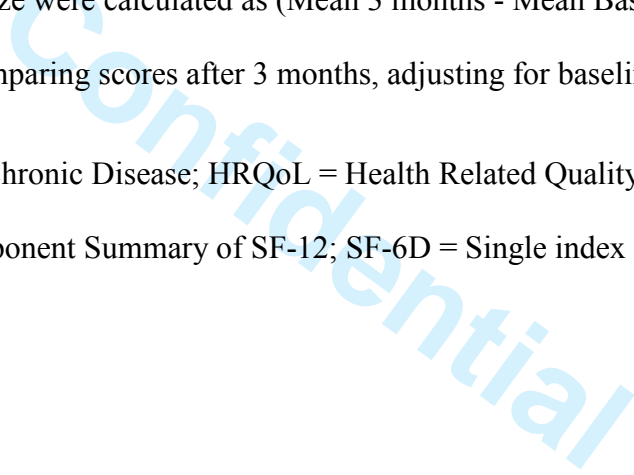 ze were calculated as (Mean 3 months - Mean Bas
nparing scores after 3 months, adjusting for baseli
hronic Disease; HRQoL = Health Related Quality
ponent Summary of SF-12; SF-6D = Single index
Confidential